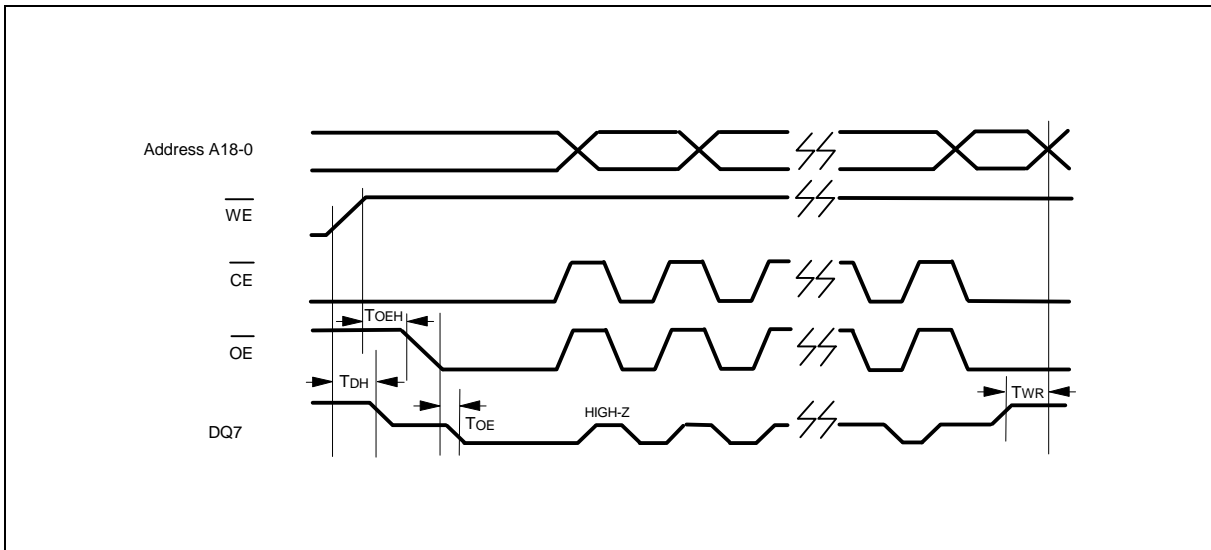 Address A18-0
WE
CE
TOEH
OE
TDH
TWR
HIGH-Z
TOE
DQ7